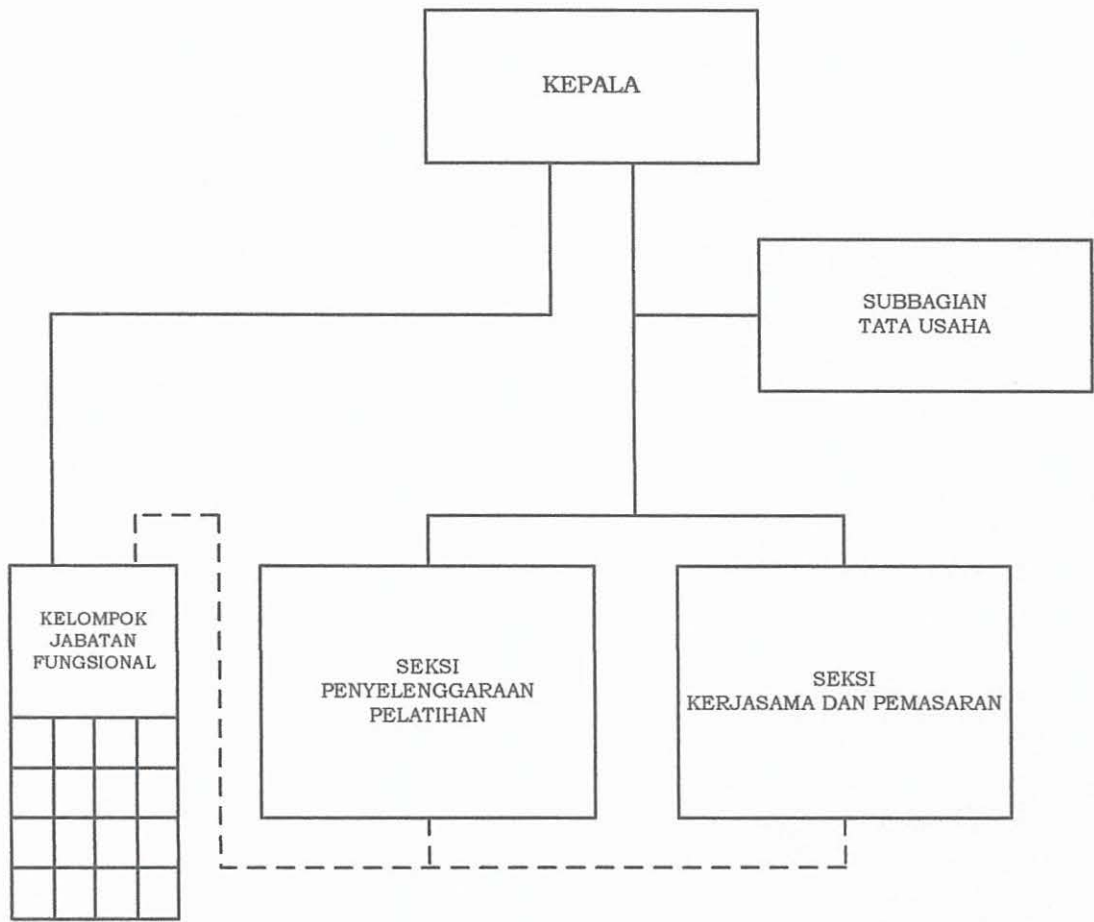 KEPALA
SUBBAGIAN
TATA USAHA
KELOMPOK
JABATAN
FUNGSIONAL
SEKSI
PENYELENGGARAAN
PELATIHAN
SEKSI
KERJASAMA DAN PEMASARAN